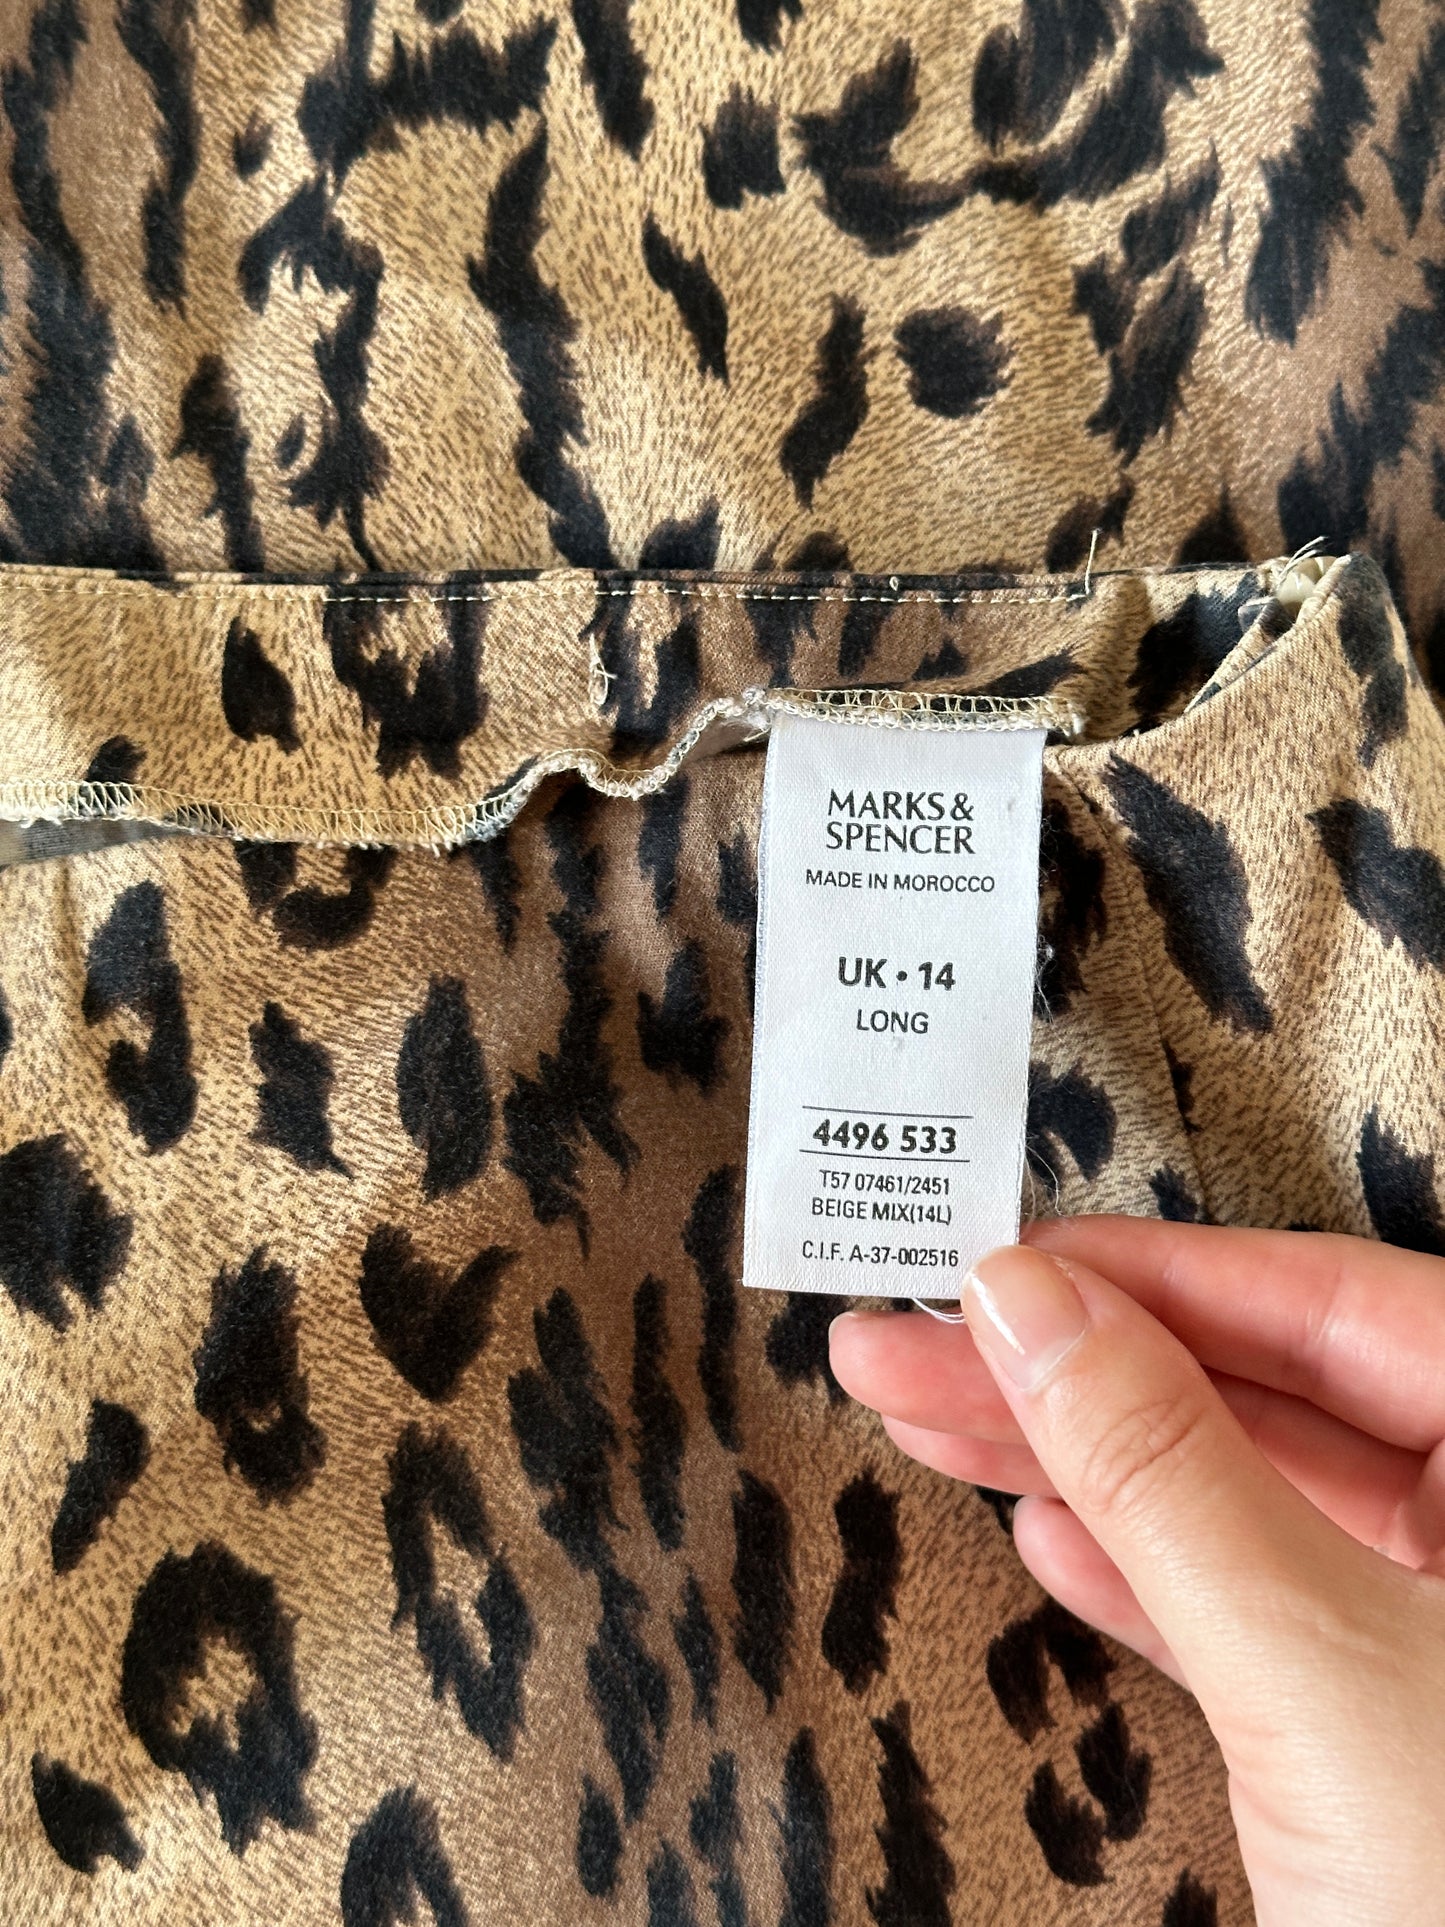 MARKS &
SPENCER
MADE IN MOROCCO
UK • 14
LONG
4496 533
T57 07461/2451
BEIGE MIX(14L)
C.I.F. A-37-002516